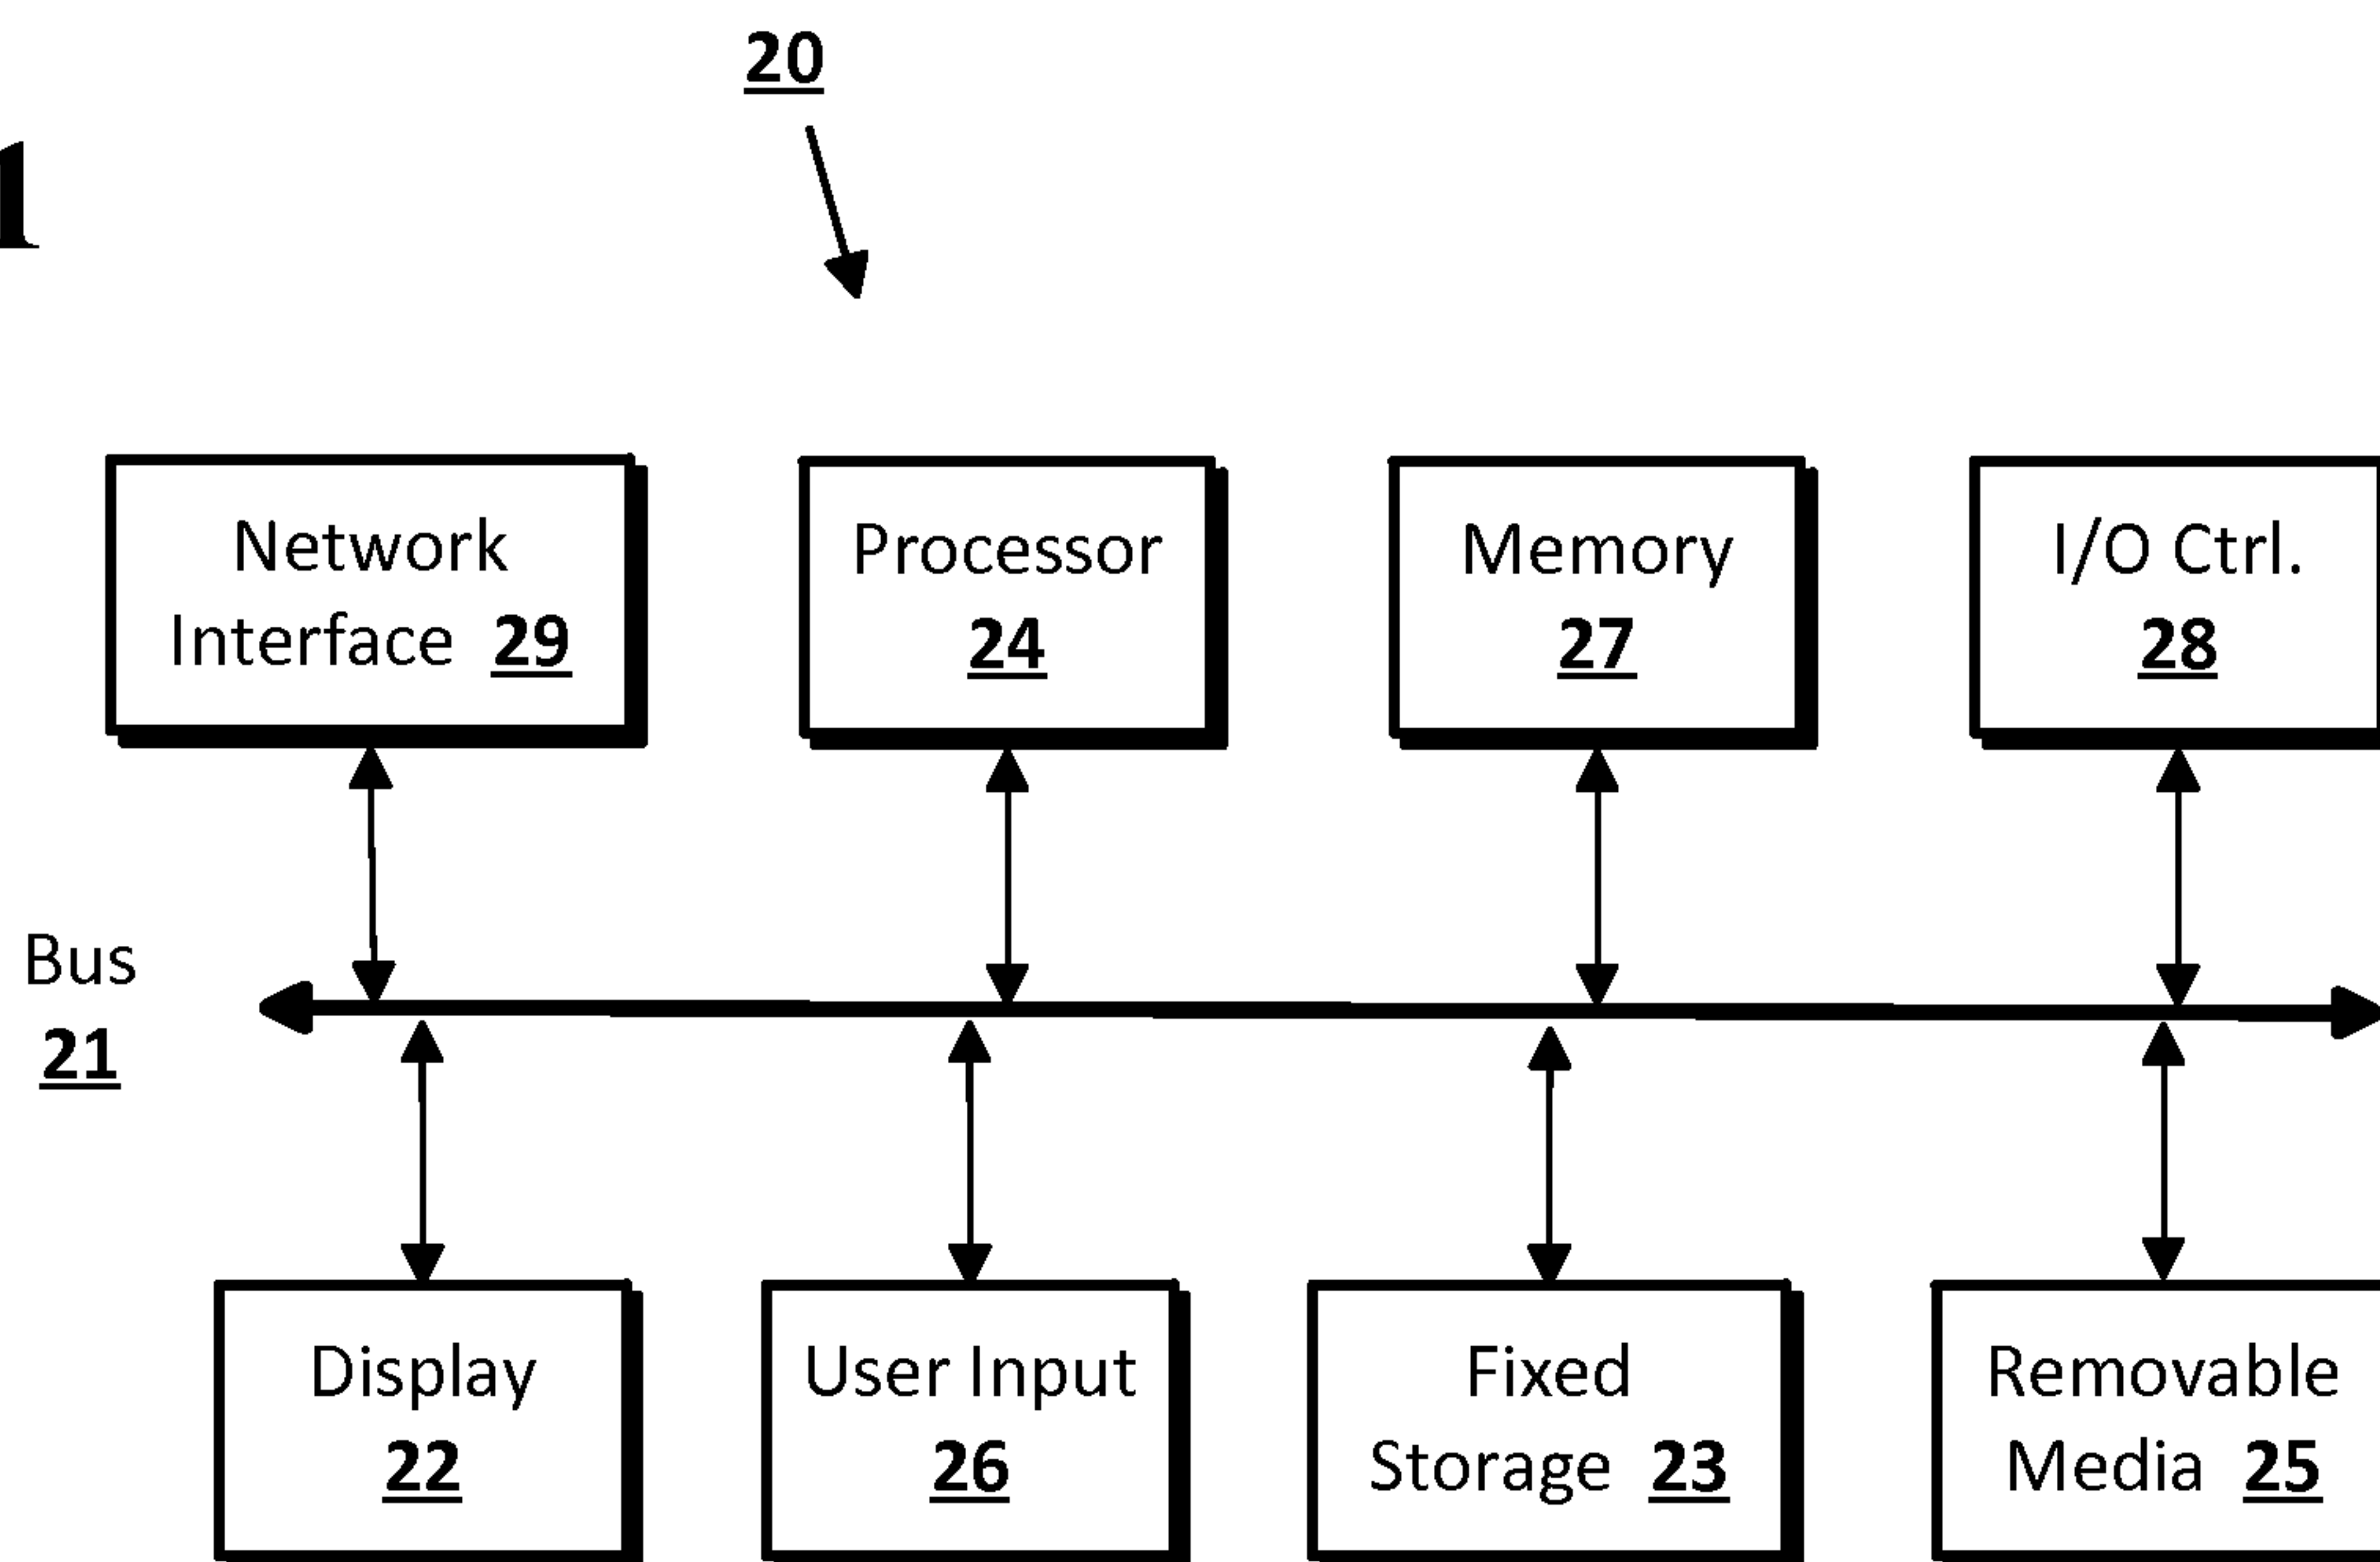 20
1
Network
Interface 29
Processor
24
Memory
27
I/O Ctrl.
28
Bus
21
Display
22
User Input
26
Fixed
Storage 23
Removable
Media 25